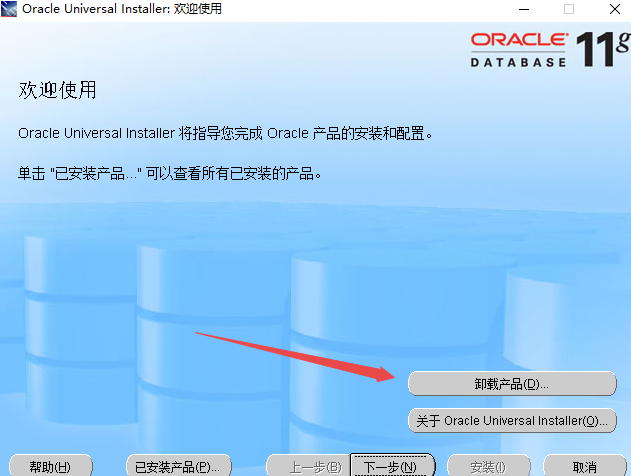 Oracle Universal Installer: 欢迎使用
ORACLE
DATABASE 11g
欢迎使用
Oracle Universal Installer 将指导您完成 Oracle 产品的安装和配置。
单击 "已安装产品..." 可以查看所有已安装的产品。
卸载产品(D)...
关于 Oracle Universal Installer(O)...
帮助(H) 已安装产品(P)... 上一步(B) 下一步(N) 安装(I) 取消